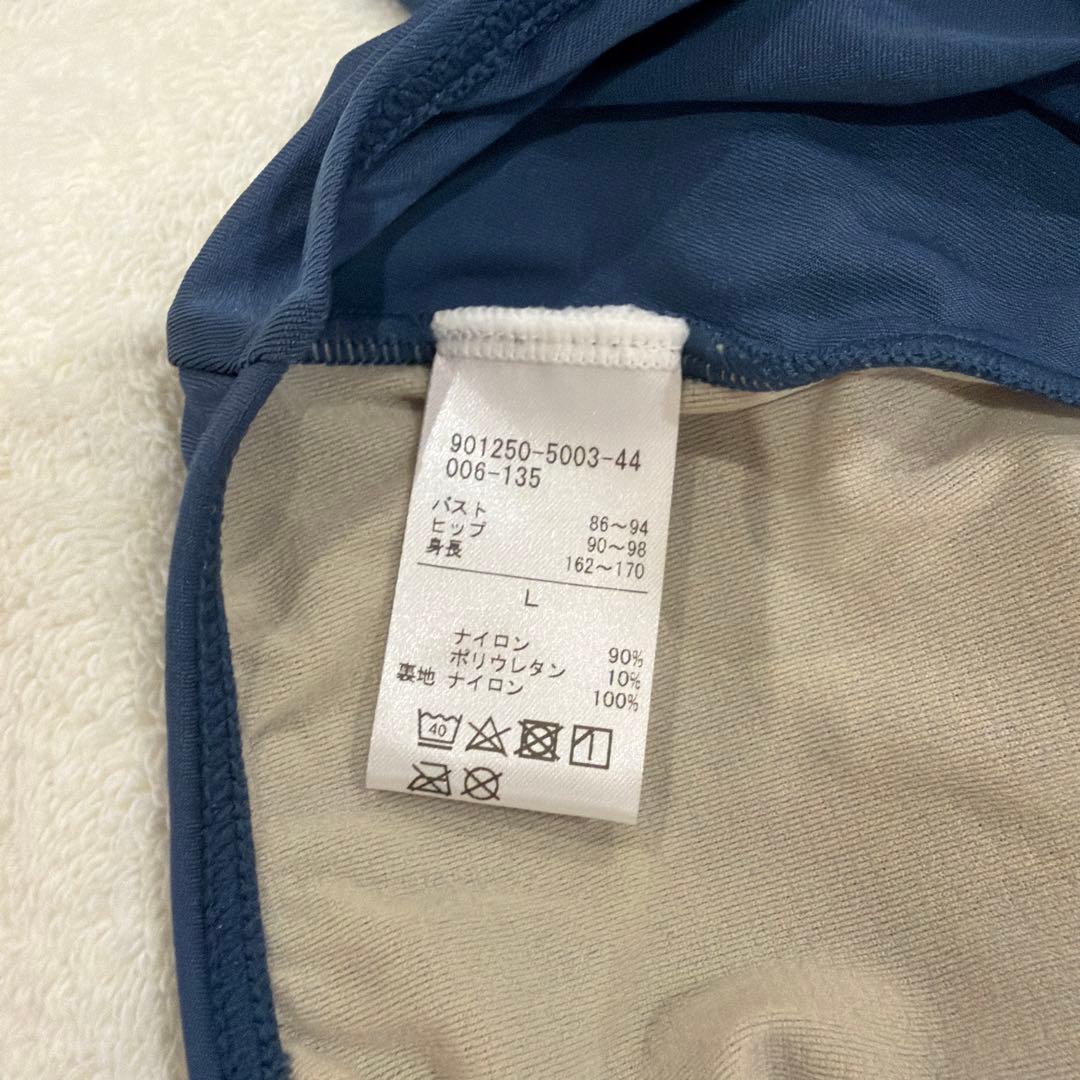 901250-5003-44
006-135
バスト 86～94
ヒップ 90～98
身長 162～170
L
ナイロン 90%
ポリウレタン 10%
裏地 ナイロン 100%
40